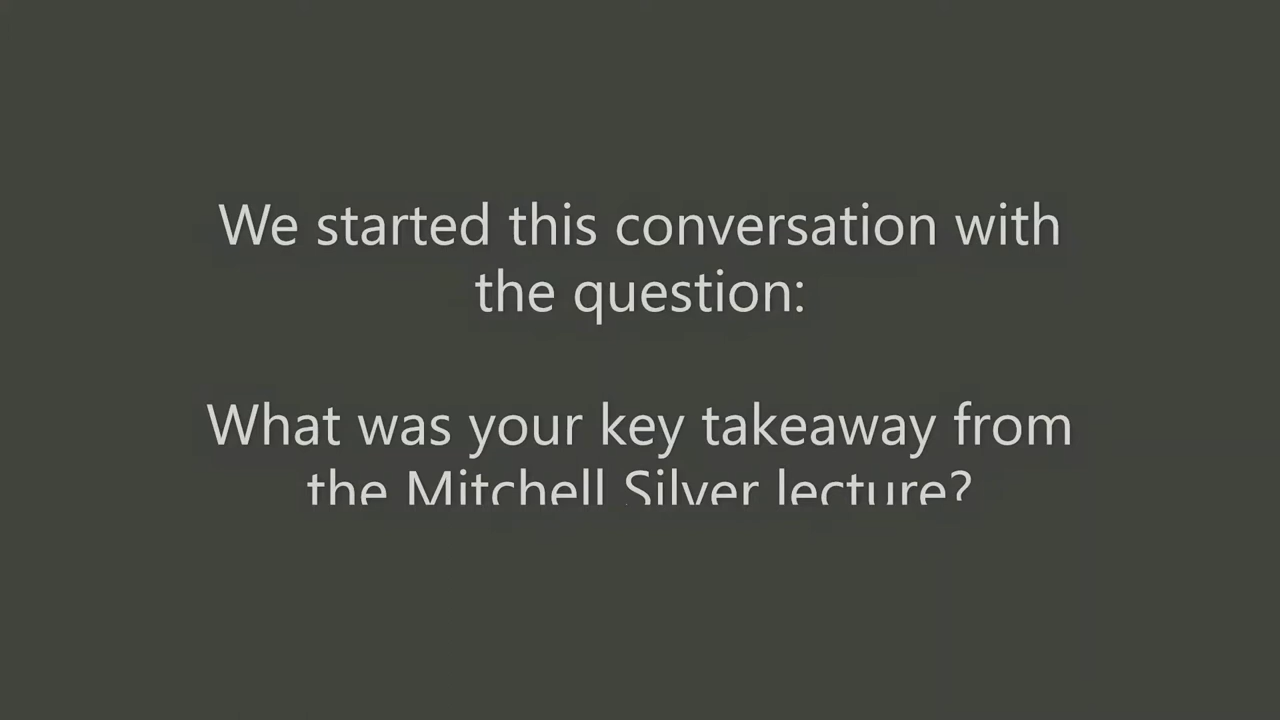 We started this conversation with
the question:
What was your key takeaway from
the Mitchell Silver lecture?